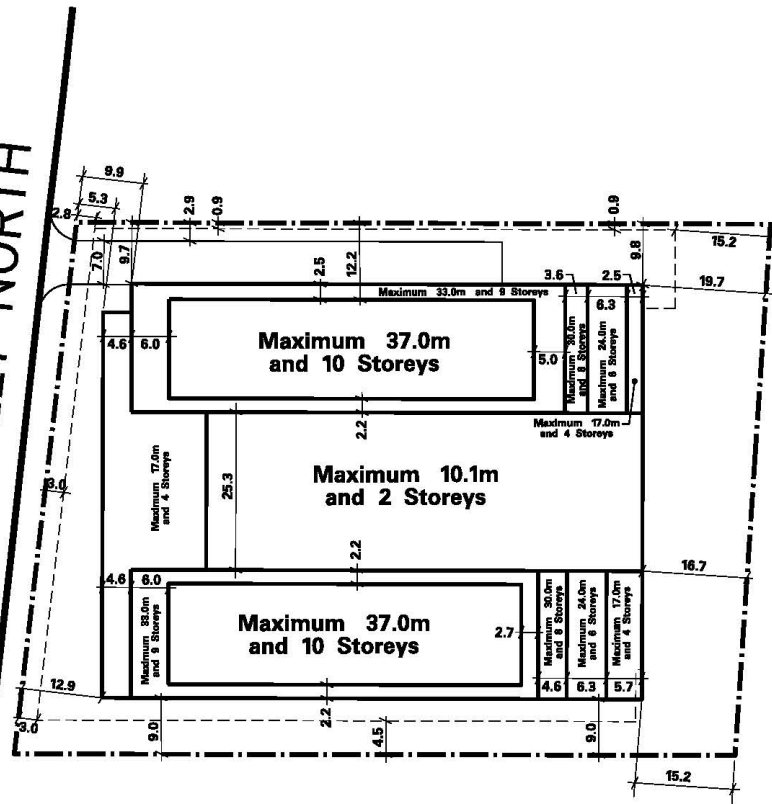 NORTH
9.9
5.3
2.8
7.0
9.7
2.9
0.9
0.9
2.5
12.2
9.8
15.2
19.7
3.6
2.5
Maximum 33.0m and 9 Storeys
6.3
4.6
6.0
Maximum 37.0m
and 10 Storeys
5.0
Maximum 30.0m
and 8 Storeys
Maximum 24.0m
and 6 Storeys
Maximum 17.0m
and 4 Storeys
2.2
Maximum 17.0m
and 4 Storeys
25.3
Maximum 10.1m
and 2 Storeys
3.0
2.2
16.7
4.6
6.0
Maximum 33.0m
and 9 Storeys
Maximum 37.0m
and 10 Storeys
2.7
Maximum 30.0m
and 8 Storeys
Maximum 24.0m
and 6 Storeys
Maximum 17.0m
and 4 Storeys
4.6
6.3
5.7
12.9
3.0
9.0
2.2
4.5
9.0
15.2